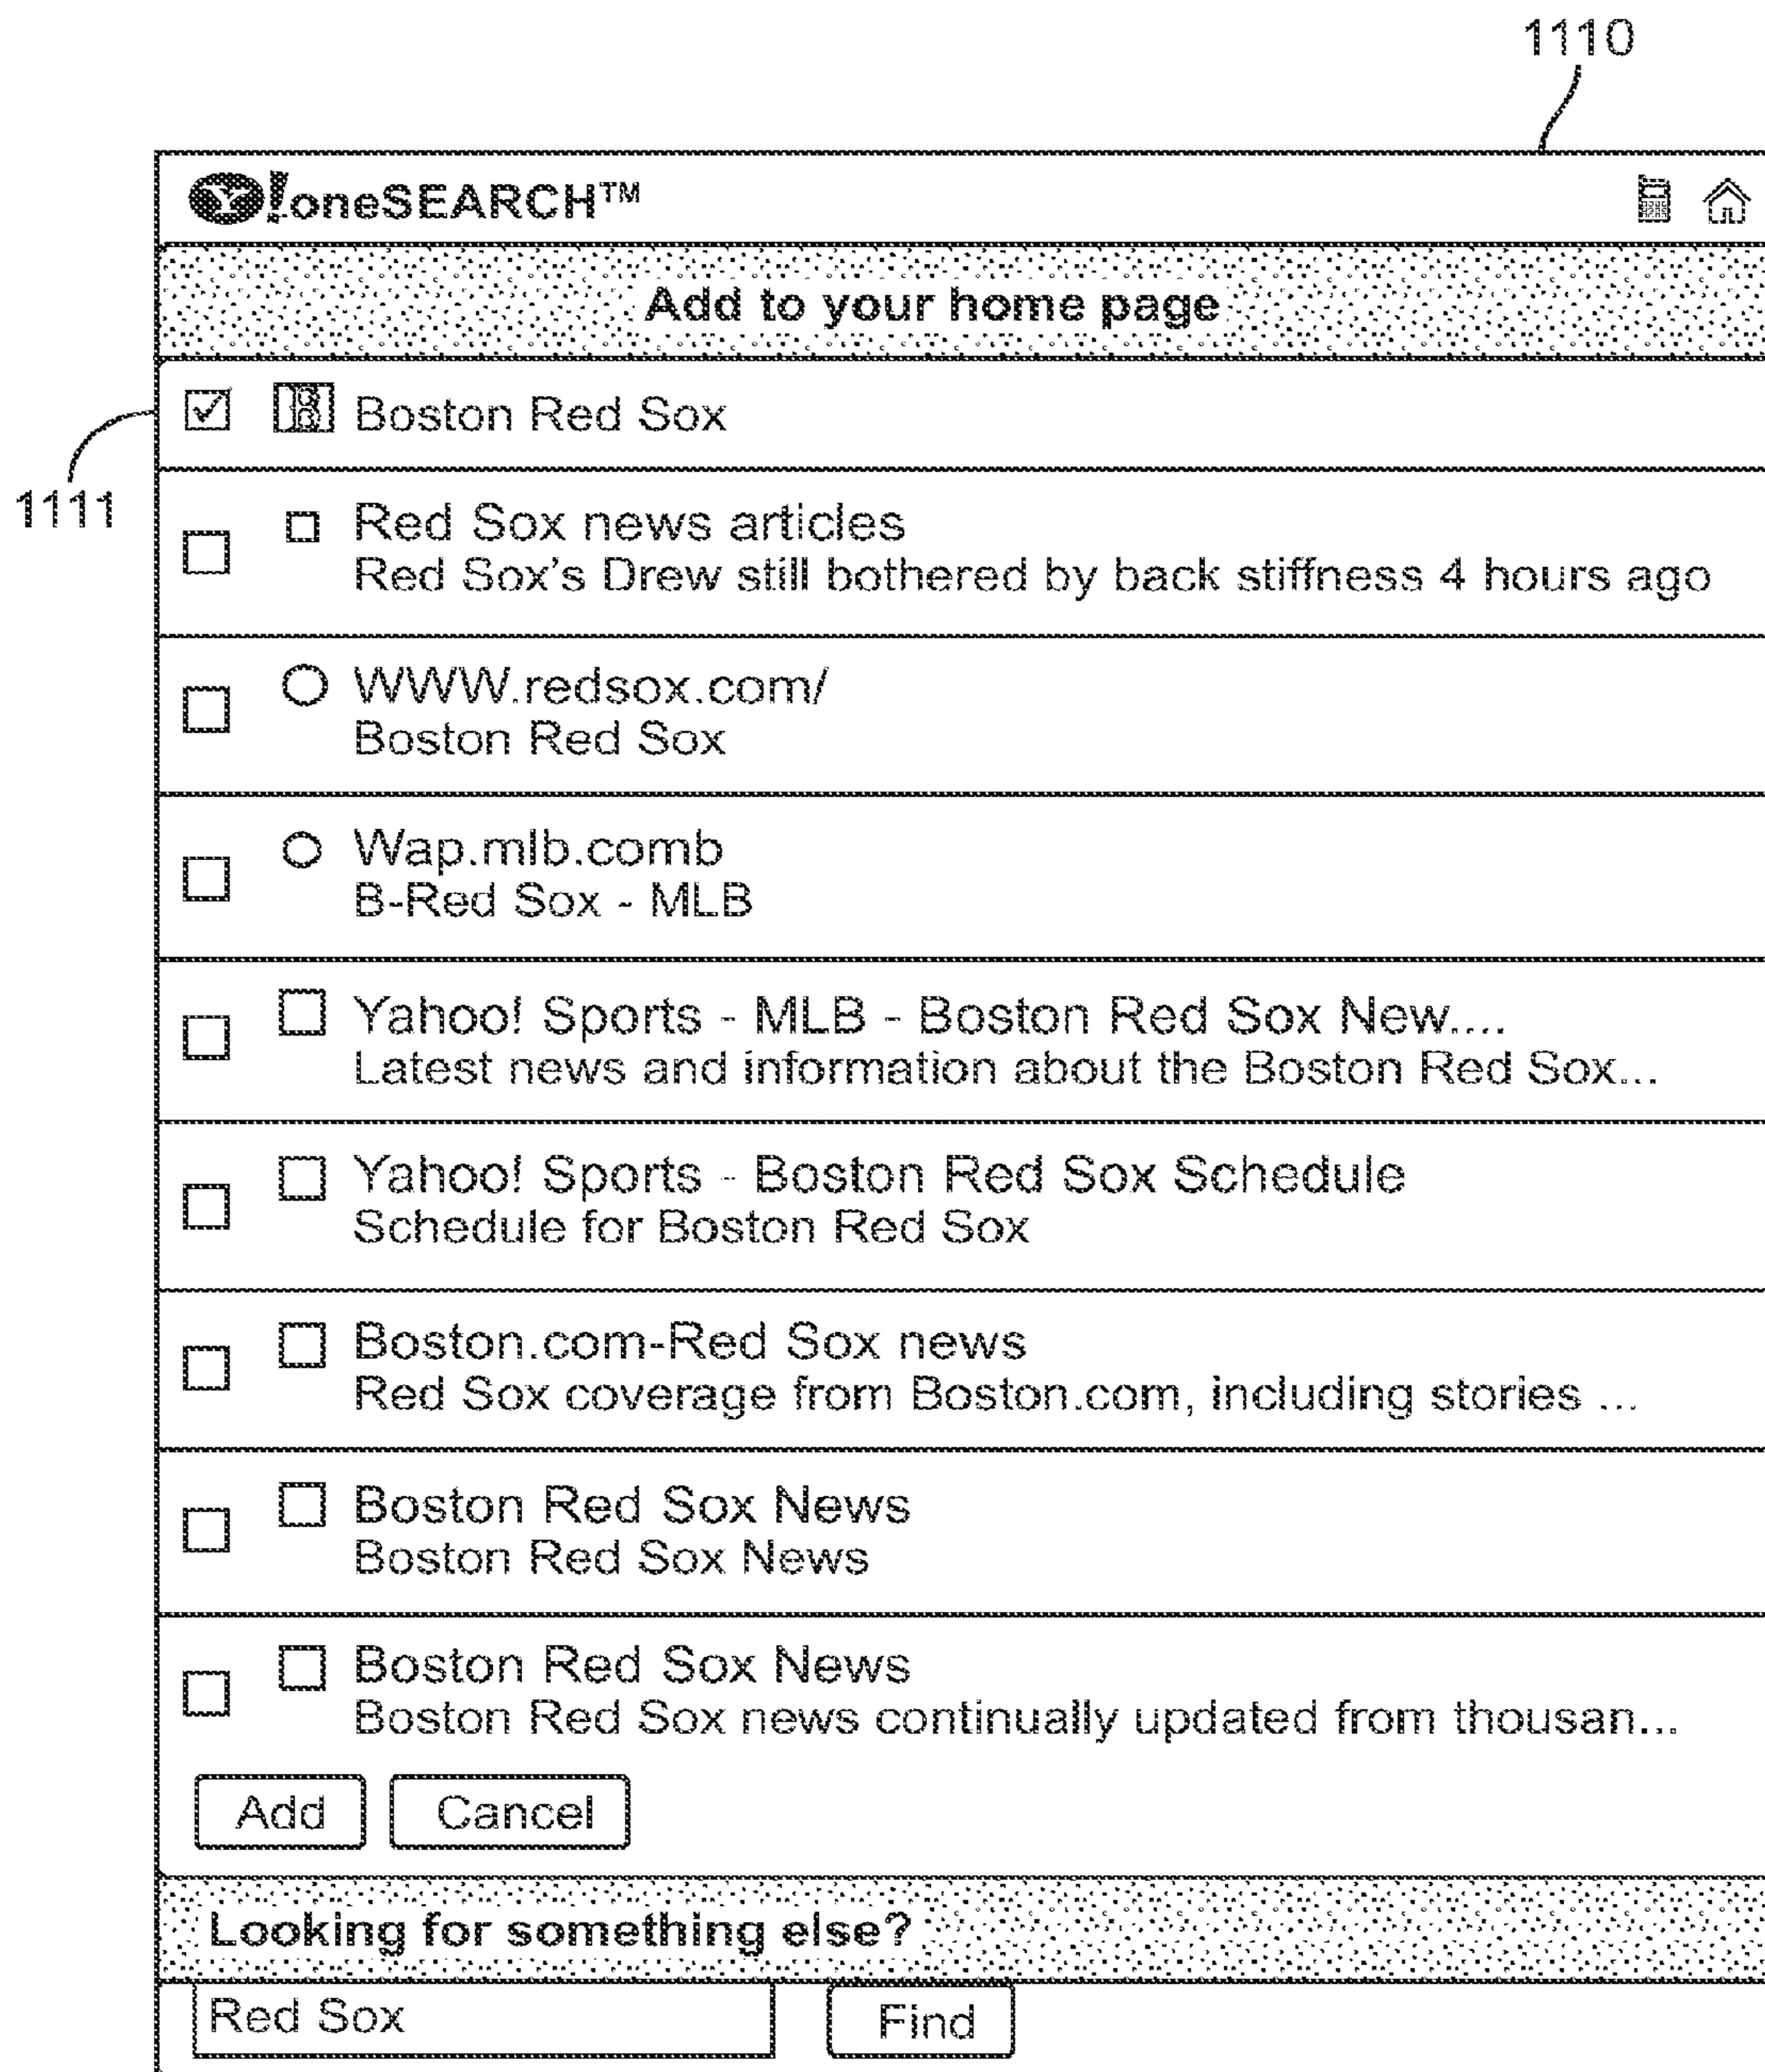 1110
Y!oneSEARCH™
Add to your home page
B Boston Red Sox
1111
Red Sox news articles
Red Sox's Drew still bothered by back stiffness 4 hours ago
WWW.redsox.com/
Boston Red Sox
Wap.mlb.comb
B-Red Sox - MLB
Yahoo! Sports - MLB - Boston Red Sox New....
Latest news and information about the Boston Red Sox...
Yahoo! Sports - Boston Red Sox Schedule
Schedule for Boston Red Sox
Boston.com-Red Sox news
Red Sox coverage from Boston.com, including stories ...
Boston Red Sox News
Boston Red Sox News
Boston Red Sox News
Boston Red Sox news continually updated from thousan...
Add Cancel
Looking for something else?
Red Sox Find